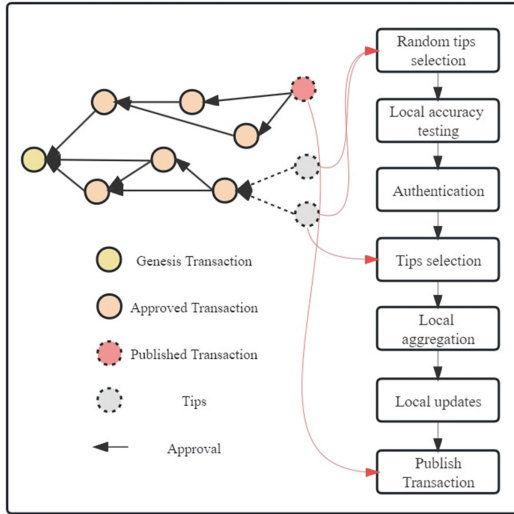 Random tips
selection
Local accuracy
testing
Authentication
Tips selection
Local
aggregation
Local updates
Publish
Transaction
Genesis Transaction
Approved Transaction
Published Transaction
Tips
Approval